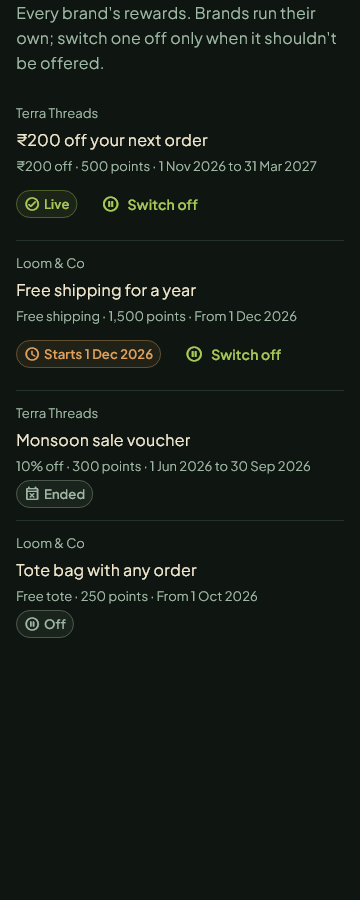 Every brand's rewards. Brands run their
own; switch one off only when it shouldn't
be offered.
Terra Threads
₹200 off your next order
₹200 off · 500 points · 1 Nov 2026 to 31 Mar 2027
Live
Switch off
Loom & Co
Free shipping for a year
Free shipping · 1,500 points · From 1 Dec 2026
Starts 1 Dec 2026
Switch off
Terra Threads
Monsoon sale voucher
10% off · 300 points · 1 Jun 2026 to 30 Sep 2026
Ended
Loom & Co
Tote bag with any order
Free tote · 250 points · From 1 Oct 2026
Off